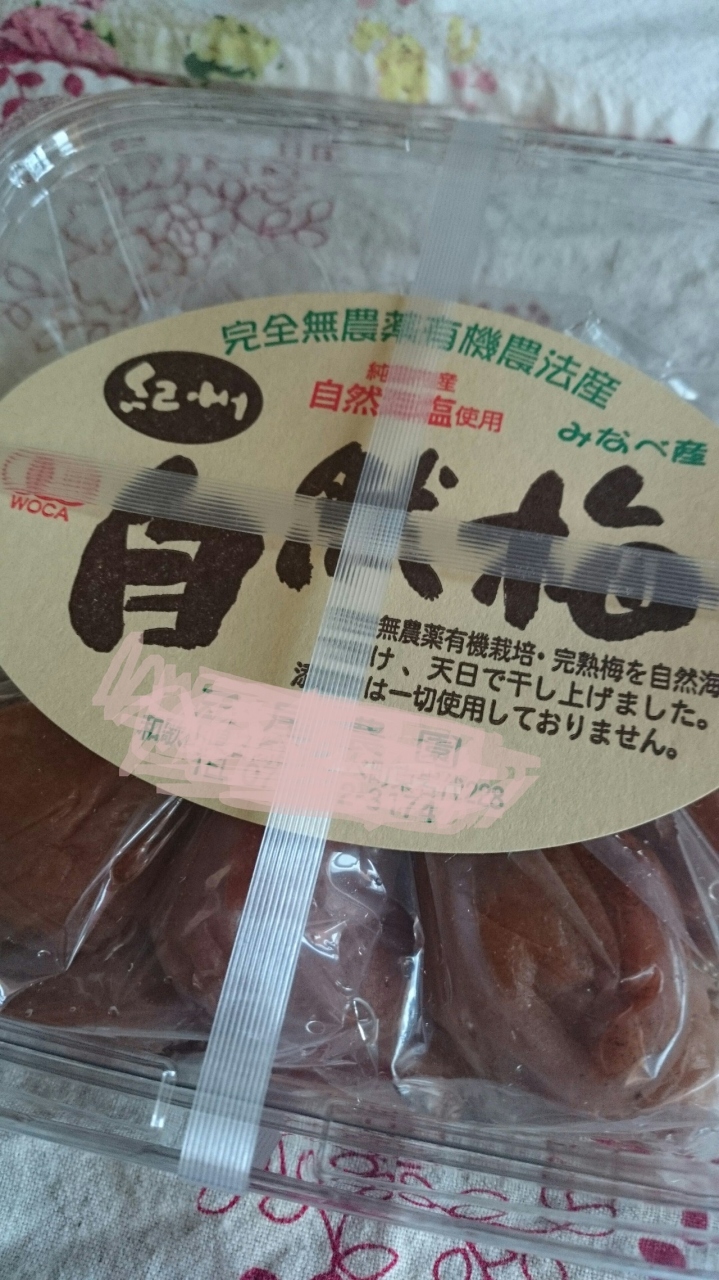 完全無農薬有機農法産
紀州
純 産
自然 塩使用
みなべ産
WOCA
自然梅
無農薬有機栽培・完熟梅を自然海
け、天日で干し上げました。
は一切使用しておりません。